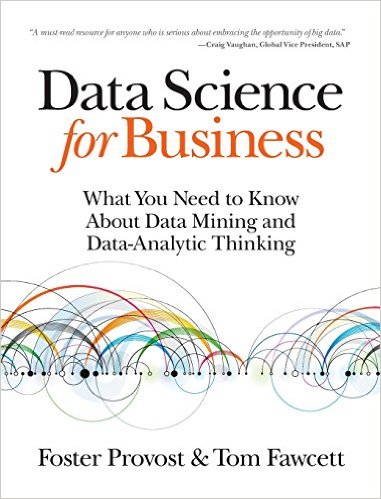 "A must-read resource for anyone who is serious about embracing the opportunity of big data."
—Craig Vaughan, Global Vice President, SAP
Data Science
for Business
What You Need to Know
About Data Mining and
Data-Analytic Thinking
Foster Provost & Tom Fawcett